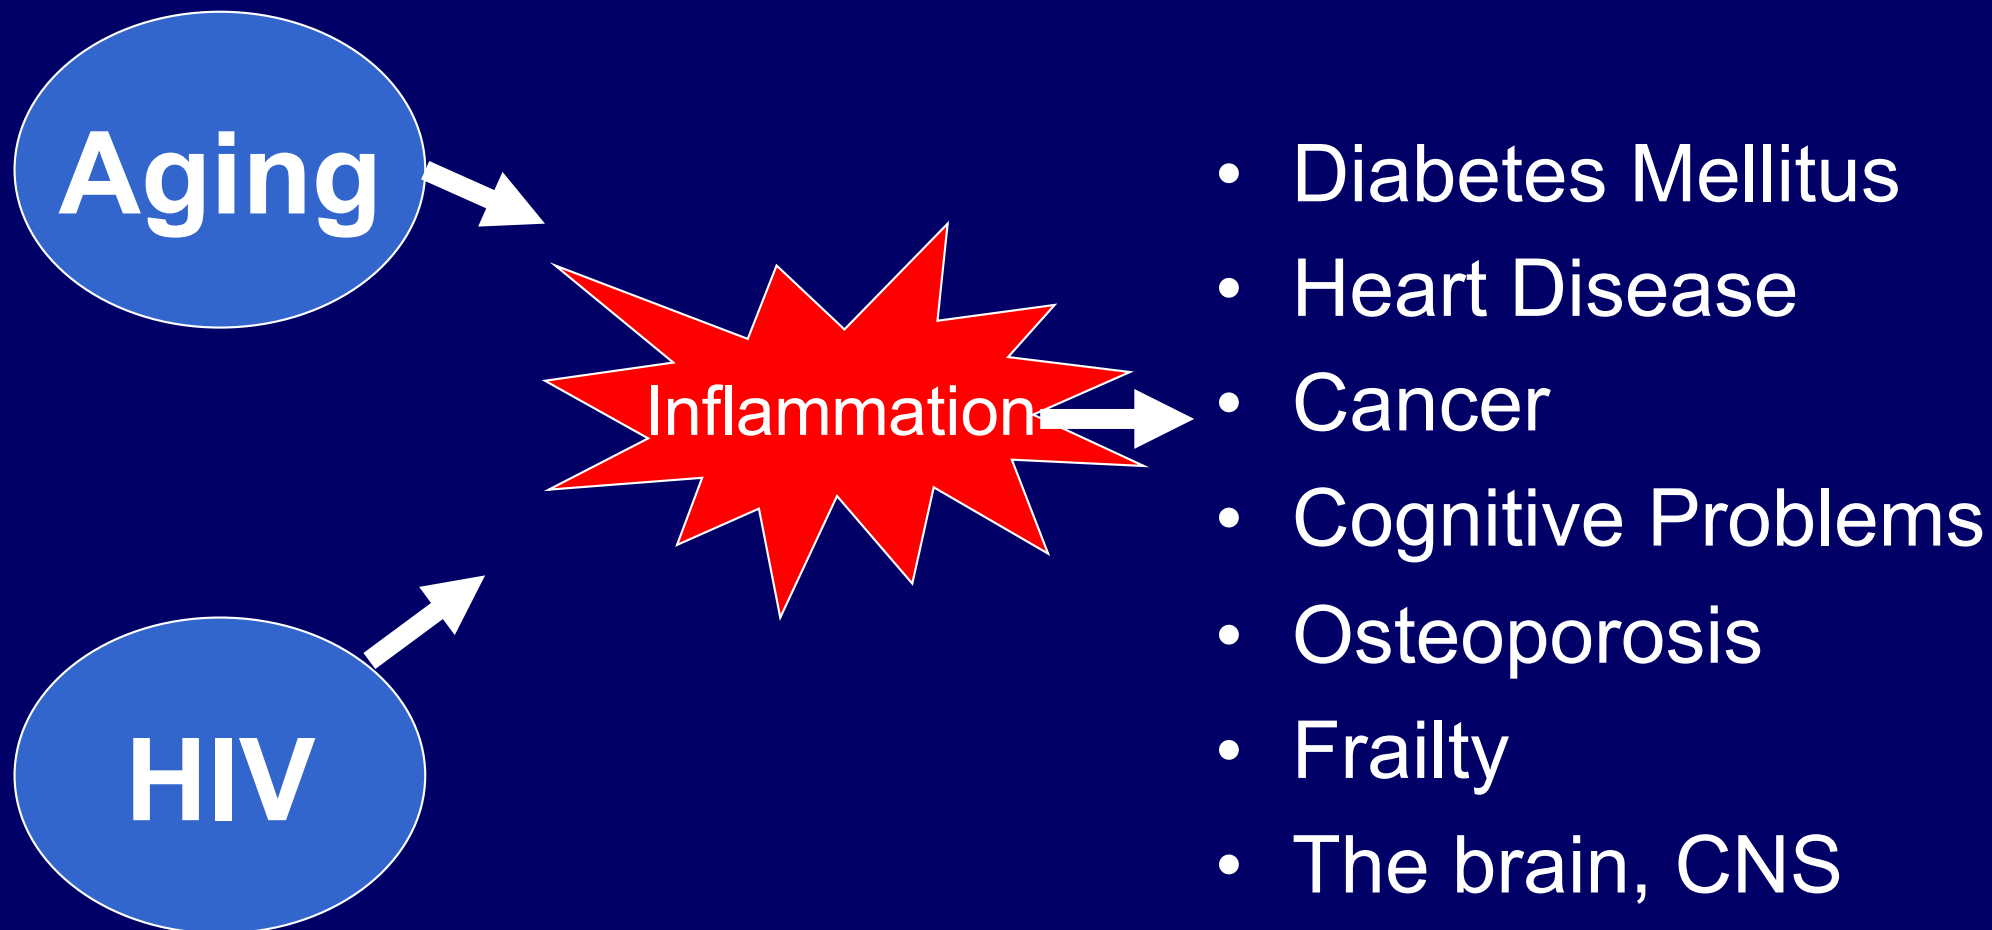 Aging
HIV
Inflammation
• Diabetes Mellitus
• Heart Disease
• Cancer
• Cognitive Problems
• Osteoporosis
• Frailty
• The brain, CNS